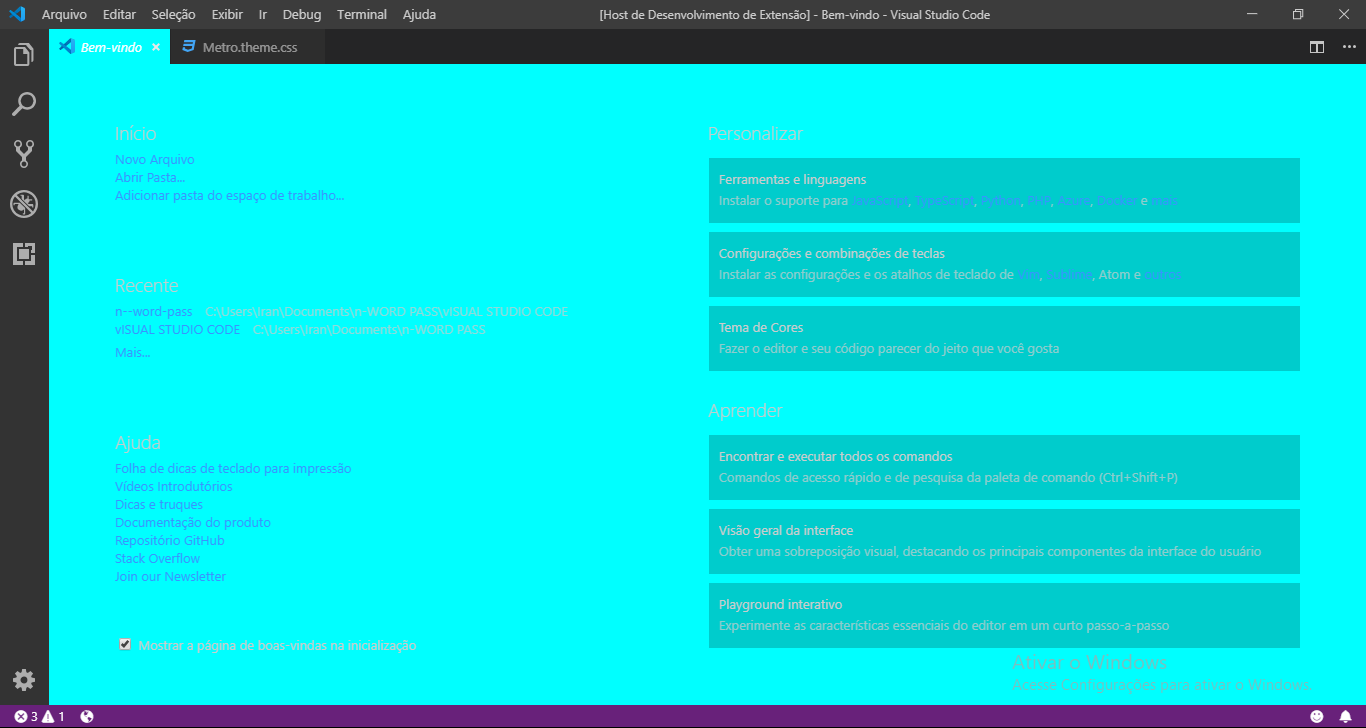 Arquivo Editar Seleção Exibir Ir Debug Terminal Ajuda [Host de Desenvolvimento de Extensão] - Bem-vindo - Visual Studio Code
Bem-vindo Metro.theme.css
Início
Novo Arquivo
Abrir Pasta...
Adicionar pasta do espaço de trabalho...
Recente
n--word-pass C:\Users\Iran\Documents\n-WORD PASS\vISUAL STUDIO CODE
vISUAL STUDIO CODE C:\Users\Iran\Documents\n-WORD PASS
Mais...
Ajuda
Folha de dicas de teclado para impressão
Vídeos Introdutórios
Dicas e truques
Documentação do produto
Repositório GitHub
Stack Overflow
Join our Newsletter
Mostrar a página de boas-vindas na inicialização
Personalizar
Ferramentas e linguagens
Instalar o suporte para JavaScript, TypeScript, Python, PHP, Azure, Docker e mais
Configurações e combinações de teclas
Instalar as configurações e os atalhos de teclado de Vim, Sublime, Atom e outros
Tema de Cores
Fazer o editor e seu código parecer do jeito que você gosta
Aprender
Encontrar e executar todos os comandos
Comandos de acesso rápido e de pesquisa da paleta de comando (Ctrl+Shift+P)
Visão geral da interface
Obter uma sobreposição visual, destacando os principais componentes da interface do usuário
Playground interativo
Experimente as características essenciais do editor em um curto passo-a-passo
Ativar o Windows
Acesse Configurações para ativar o Windows.
3 1